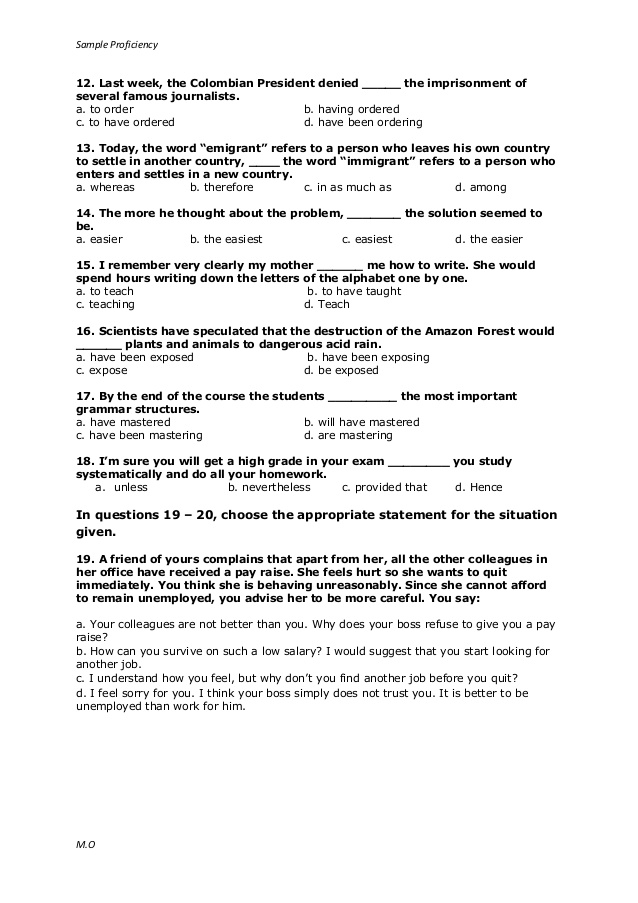 Sample Proficiency
12. Last week, the Colombian President denied _____ the imprisonment of
several famous journalists.
a. to order b. having ordered
c. to have ordered d. have been ordering
13. Today, the word “emigrant” refers to a person who leaves his own country
to settle in another country, ____ the word “immigrant” refers to a person who
enters and settles in a new country.
a. whereas b. therefore c. in as much as d. among
14. The more he thought about the problem, _______ the solution seemed to
be.
a. easier b. the easiest c. easiest d. the easier
15. I remember very clearly my mother ______ me how to write. She would
spend hours writing down the letters of the alphabet one by one.
a. to teach b. to have taught
c. teaching d. Teach
16. Scientists have speculated that the destruction of the Amazon Forest would
______ plants and animals to dangerous acid rain.
a. have been exposed b. have been exposing
c. expose d. be exposed
17. By the end of the course the students _________ the most important
grammar structures.
a. have mastered b. will have mastered
c. have been mastering d. are mastering
18. I’m sure you will get a high grade in your exam ________ you study
systematically and do all your homework.
a. unless b. nevertheless c. provided that d. Hence
In questions 19 – 20, choose the appropriate statement for the situation
given.
19. A friend of yours complains that apart from her, all the other colleagues in
her office have received a pay raise. She feels hurt so she wants to quit
immediately. You think she is behaving unreasonably. Since she cannot afford
to remain unemployed, you advise her to be more careful. You say:
a. Your colleagues are not better than you. Why does your boss refuse to give you a pay
raise?
b. How can you survive on such a low salary? I would suggest that you start looking for
another job.
c. I understand how you feel, but why don’t you find another job before you quit?
d. I feel sorry for you. I think your boss simply does not trust you. It is better to be
unemployed than work for him.
M.O